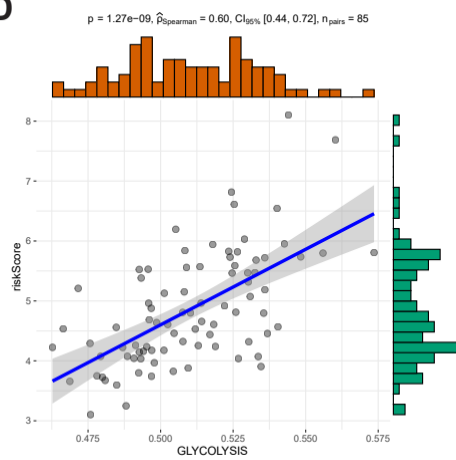 D
p = 1.27e−09, ρ̂Spearman = 0.60, CI95% [0.44, 0.72], npairs = 85
8
7
6
5
4
3
riskScore
0.475 0.500 0.525 0.550 0.575
GLYCOLYSIS